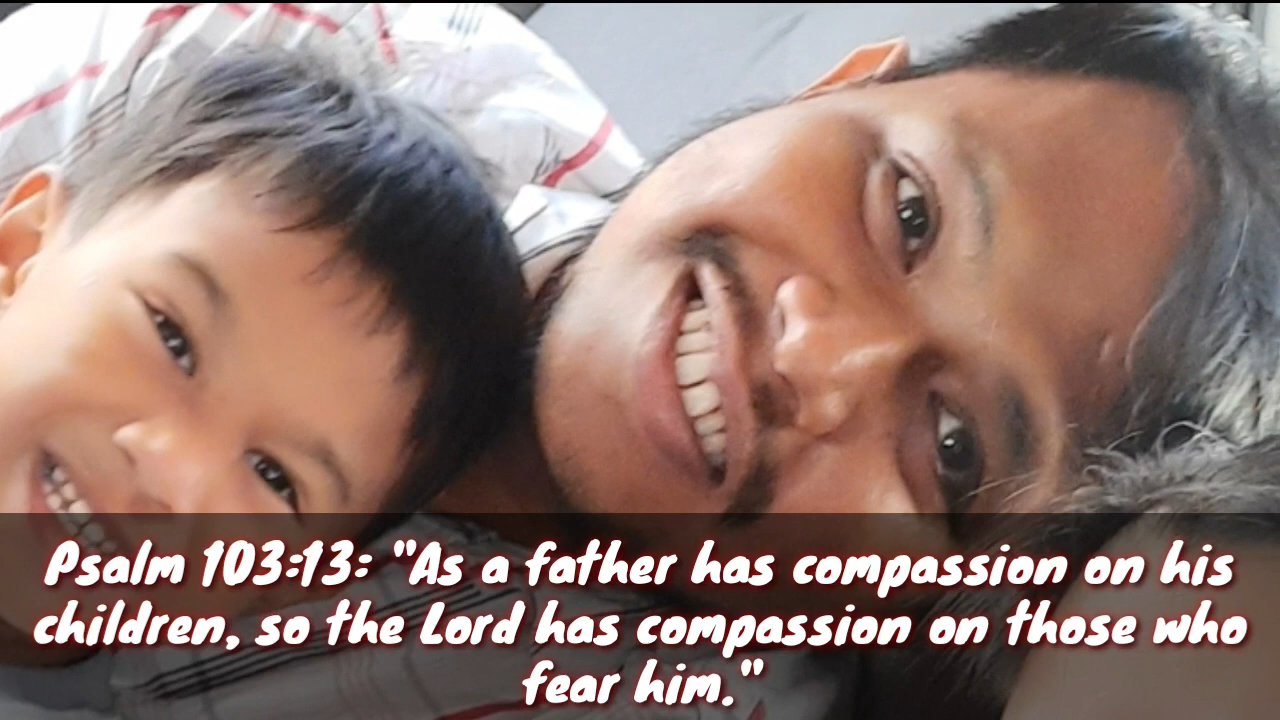 Psalm 103:13: "As a father has compassion on his
children, so the Lord has compassion on those who
fear him."